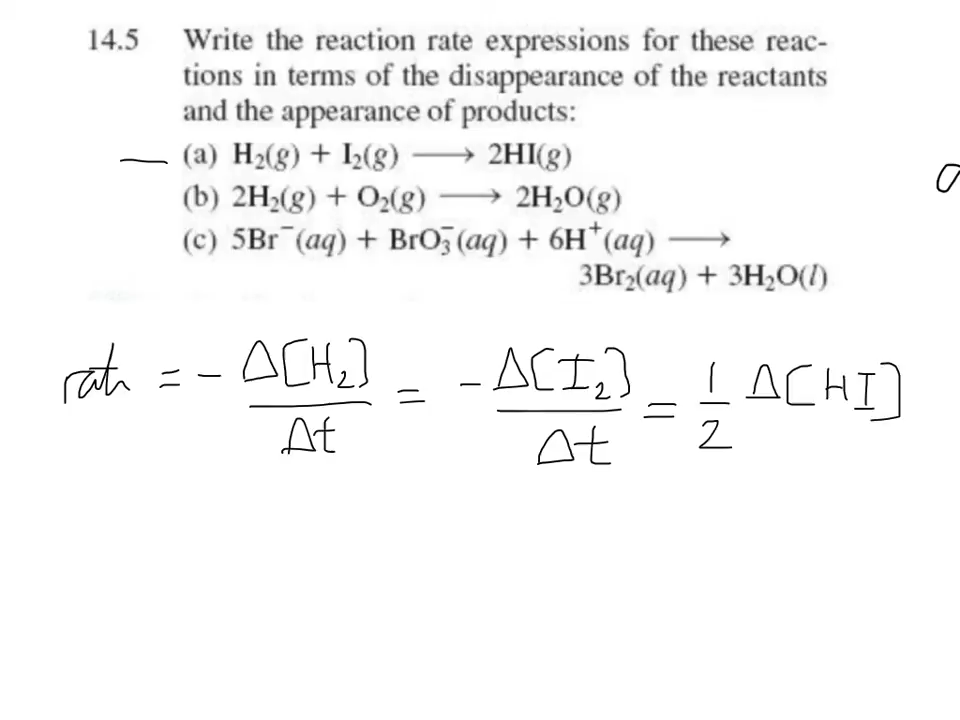 14.5 Write the reaction rate expressions for these reac-
tions in terms of the disappearance of the reactants
and the appearance of products:
(a) H₂(g) + I₂(g) ⟶ 2HI(g)
(b) 2H₂(g) + O₂(g) ⟶ 2H₂O(g)
(c) 5Br⁻(aq) + BrO₃⁻(aq) + 6H⁺(aq) ⟶
3Br₂(aq) + 3H₂O(l)
rate = - Δ[H₂]/Δt = - Δ[I₂]/Δt = 1/2 Δ[HI]